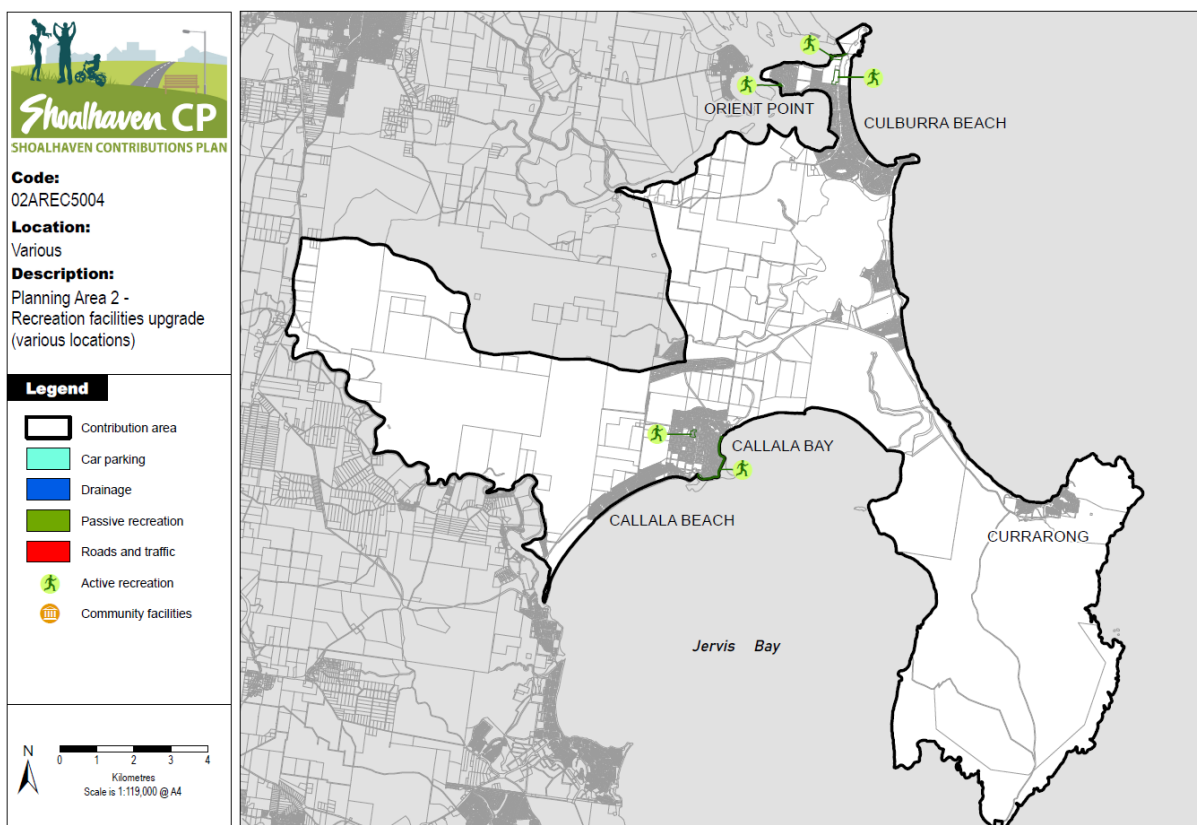 Shoalhaven CP
SHOALHAVEN CONTRIBUTIONS PLAN
Code:
02AREC5004
Location:
Various
Description:
Planning Area 2 -
Recreation facilities upgrade
(various locations)
Legend
Contribution area
Car parking
Drainage
Passive recreation
Roads and traffic
Active recreation
Community facilities
N
0 1 2 3 4
Kilometres
Scale is 1:119,000 @ A4
ORIENT POINT
CULBURRA BEACH
CALLALA BAY
CALLALA BEACH
CURRARONG
Jervis Bay